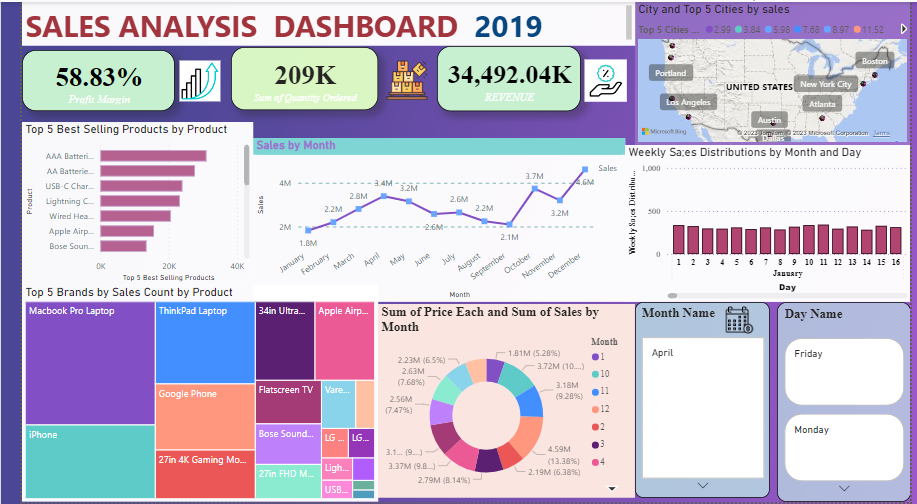 SALES ANALYSIS DASHBOARD 2019
58.83%
Profit Margin
209K
Sum of Quantity Ordered
34,492.04K
REVENUE
City and Top 5 Cities by sales
Top 5 Cities ... 2.99 3.84 5.98 7.88 8.97 11.52
Portland
Boston
UNITED STATES
New York City
Los Angeles
Atlanta
Austin
Dallas
Microsoft Bing
© 2023 TomTom, © 2023 Microsoft Corporation Terms
Top 5 Best Selling Products by Product
Product
AAA Batteri...
AA Batterie...
USB-C Char...
Lightning C...
Wired Hea...
Apple Airp...
Bose Soun...
0K 20K 40K
Top 5 Best Selling Products
Sales by Month
Sales
Sales
4M
2M
1.8M
2.2M
2.8M
3.4M
3.2M
2.6M
2.6M
2.2M
2.1M
3.7M
3.2M
4.6M
January February March April May June July August September October November December
Month
Weekly Sales Distributions by Month and Day
Weekly Sales Distribu...
1,000
500
0
1 2 3 4 5 6 7 8 9 10 11 12 13 14 15 16
January
Day
Top 5 Brands by Sales Count by Product
Macbook Pro Laptop
iPhone
ThinkPad Laptop
Google Phone
27in 4K Gaming Mo...
34in Ultra...
Apple Airp...
Flatscreen TV
Vare...
Bose Sound...
LG ...
LG...
27in FHD M...
Ligh...
USB...
Sum of Price Each and Sum of Sales by
Month
1.81M (5.28%)
3.72M (10....)
3.18M
(9.28%)
4.59M
(13.38%)
2.19M (6.38%)
2.79M (8.14%)
3.37M (9.8...)
3.1... (9....)
2.56M
(7.47%)
2.63M
(7.68%)
2.23M (6.5%)
Month
1
10
11
12
2
3
4
Month Name
April
Day Name
Friday
Monday